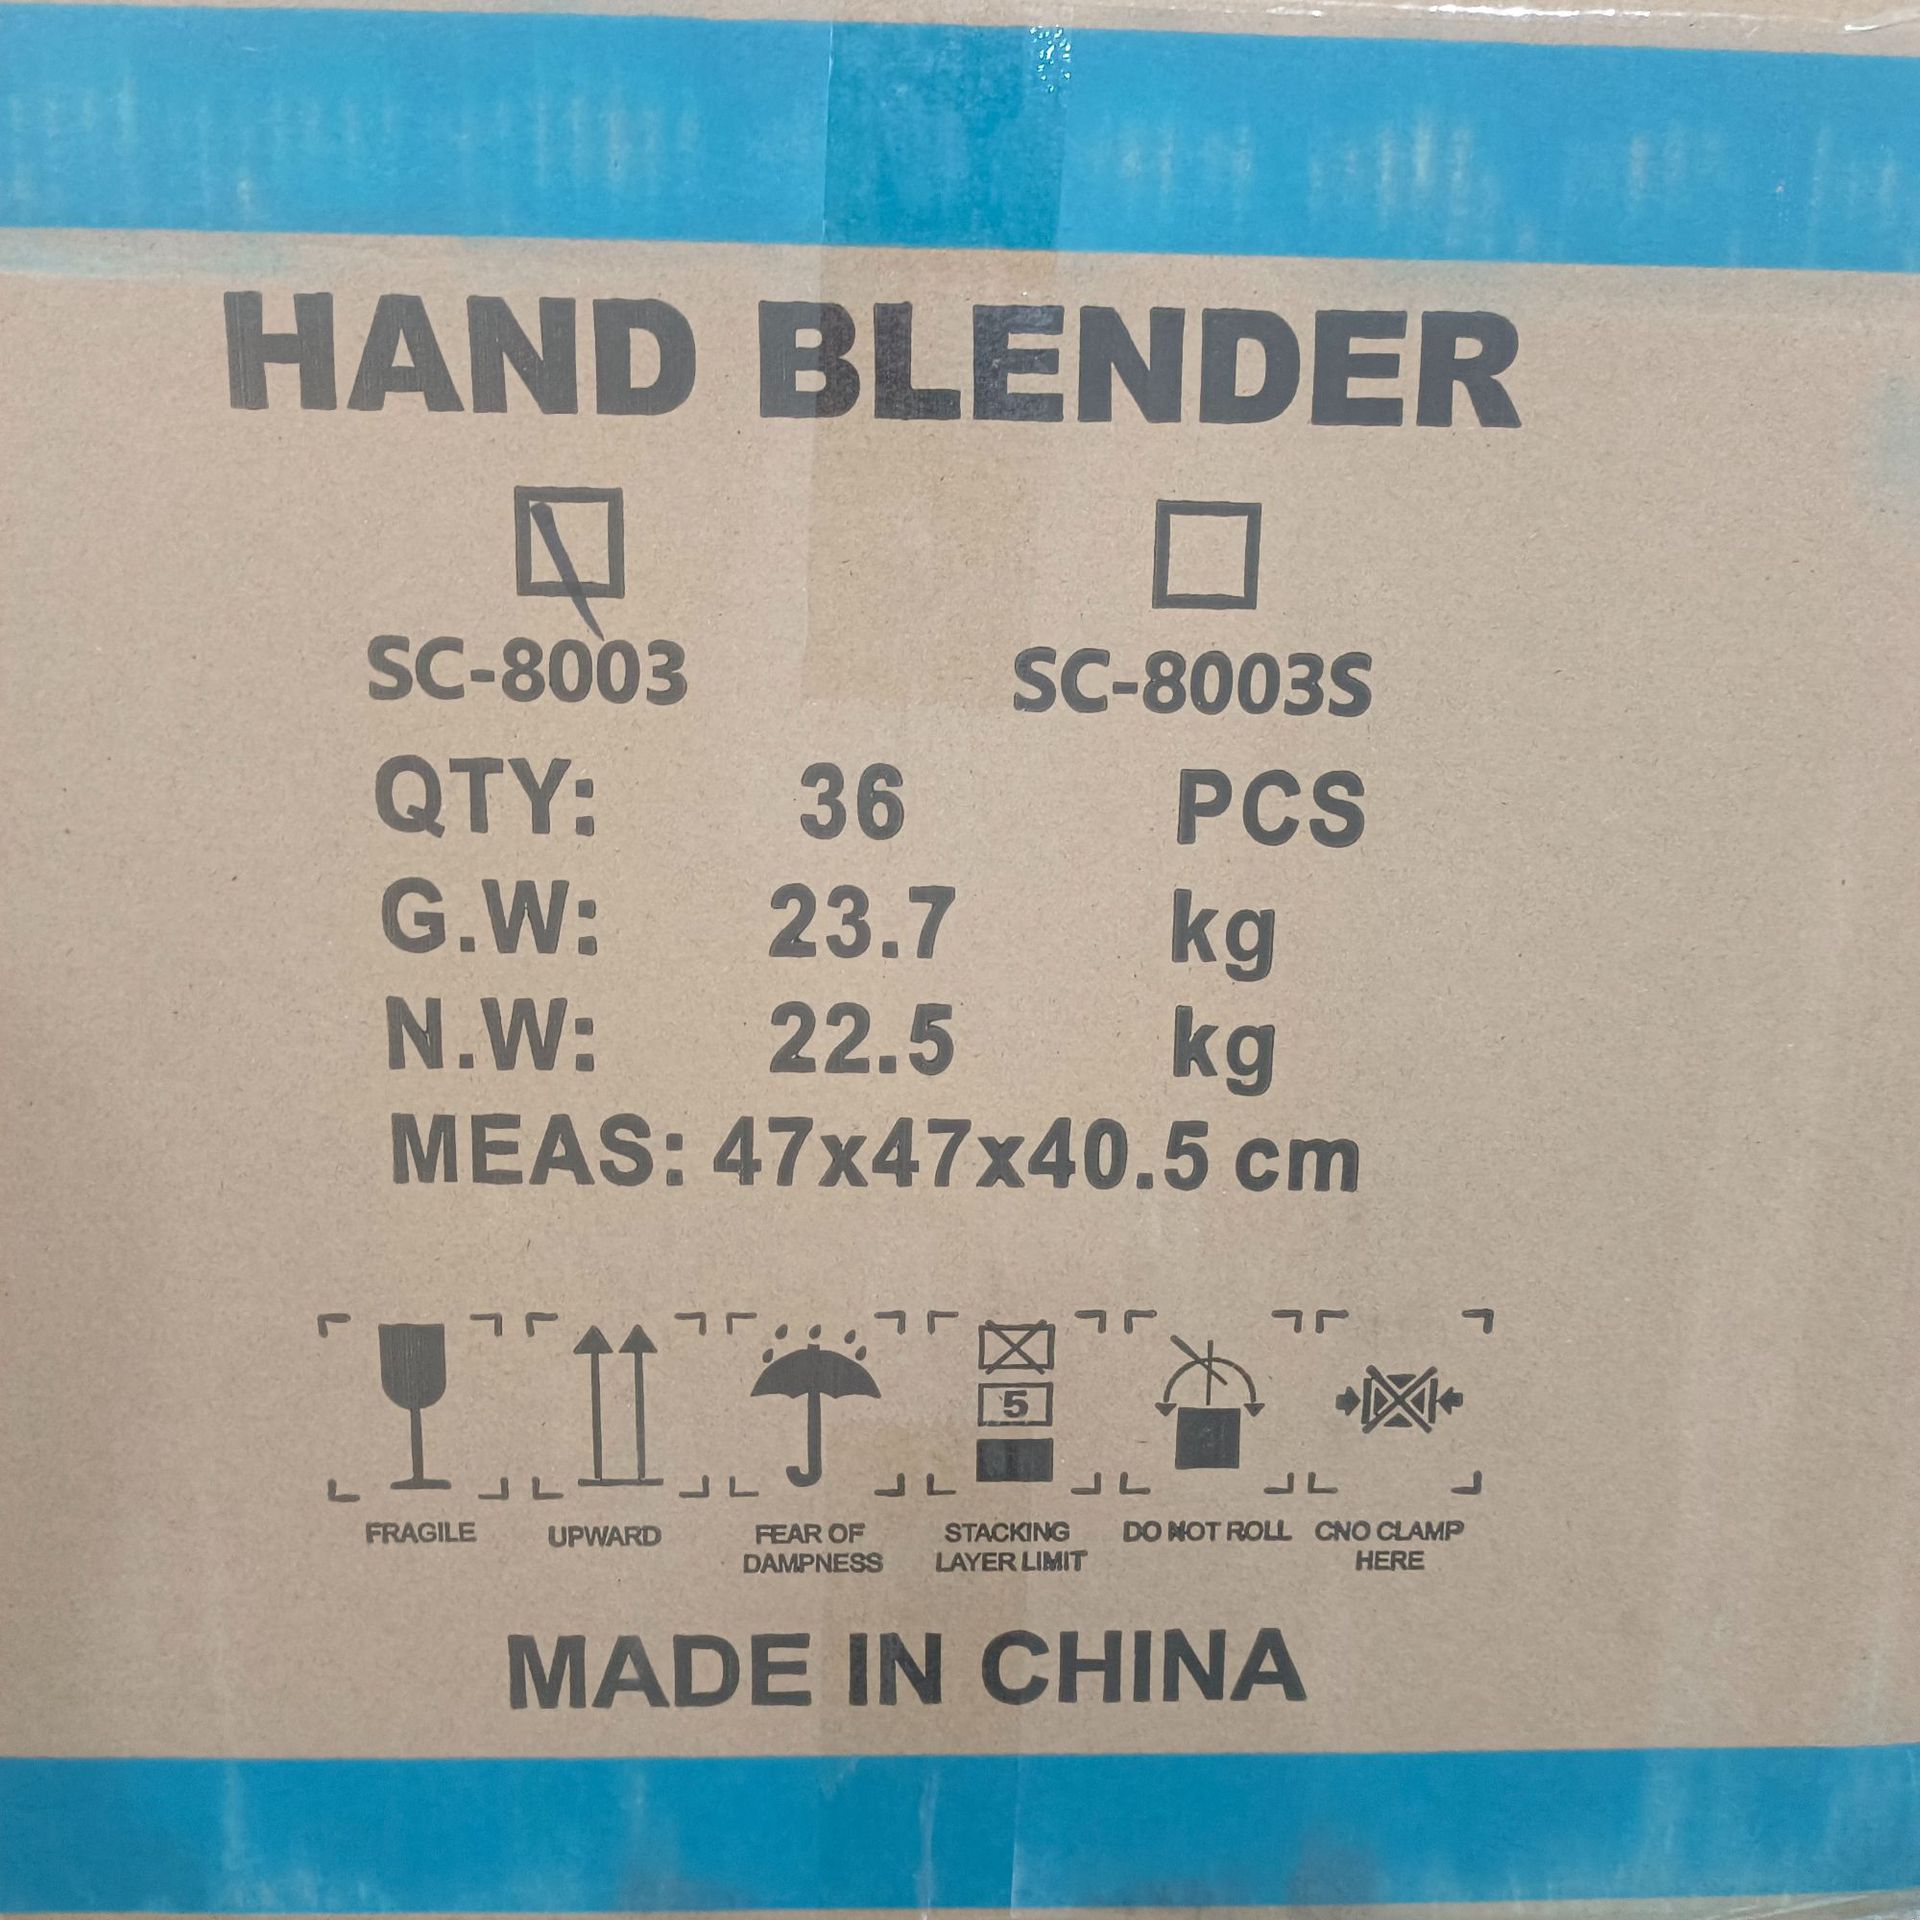 HAND BLENDER
SC-8003 SC-8003S
QTY: 36 PCS
G.W: 23.7 kg
N.W: 22.5 kg
MEAS: 47x47x40.5 cm
5
FRAGILE UPWARD FEAR OF STACKING DO NOT ROLL CNO CLAMP
DAMPNESS LAYER LIMIT HERE
MADE IN CHINA